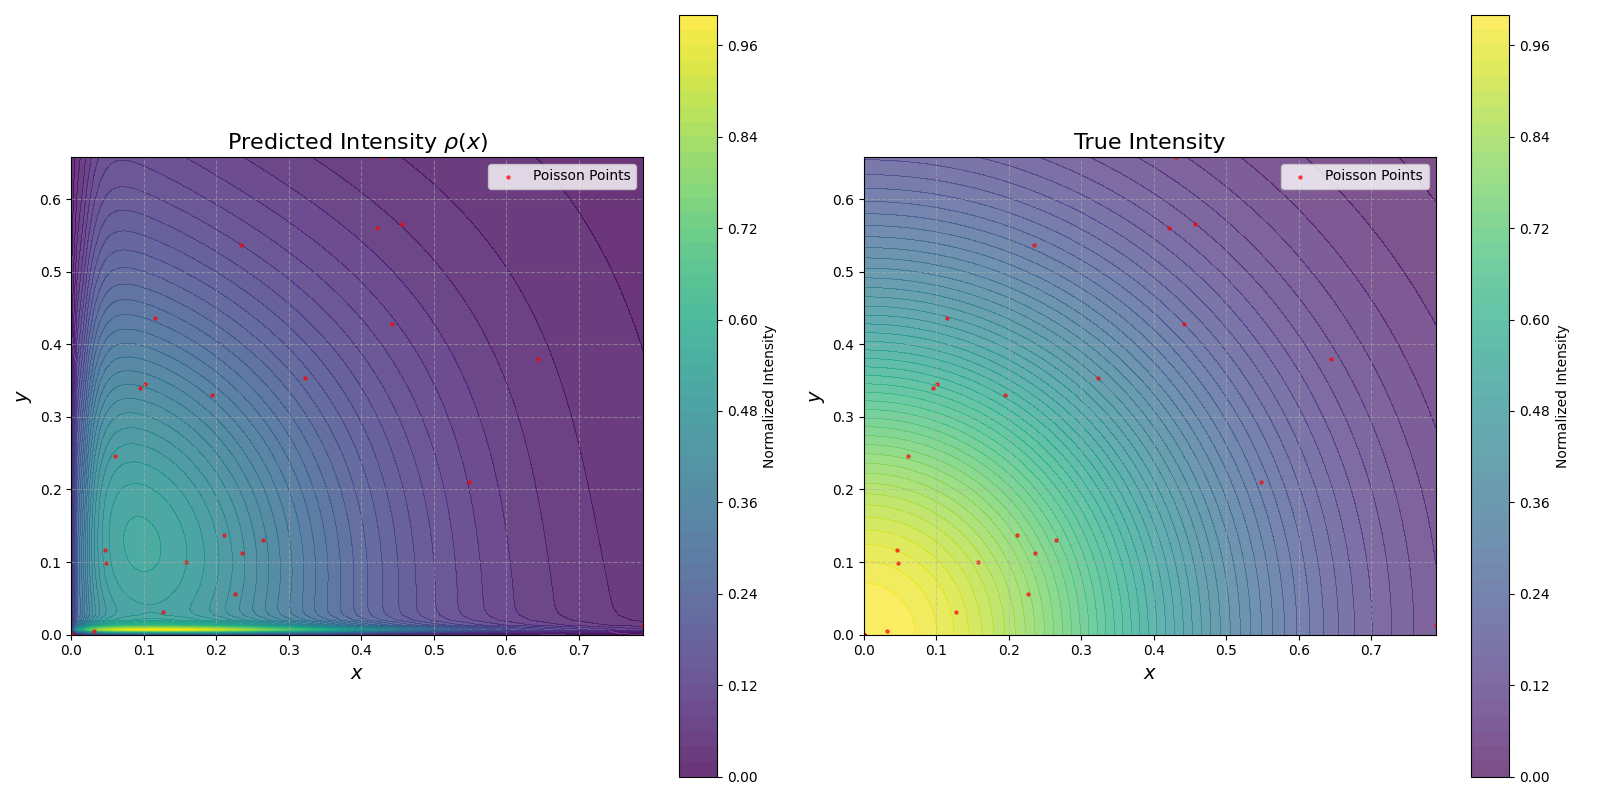 Predicted Intensity ρ(x)
Poisson Points
y
0.6
0.5
0.4
0.3
0.2
0.1
0.0
0.0 0.1 0.2 0.3 0.4 0.5 0.6 0.7
x
0.96
0.84
0.72
0.60
0.48
0.36
0.24
0.12
0.00
Normalized Intensity
True Intensity
Poisson Points
y
0.6
0.5
0.4
0.3
0.2
0.1
0.0
0.0 0.1 0.2 0.3 0.4 0.5 0.6 0.7
x
0.96
0.84
0.72
0.60
0.48
0.36
0.24
0.12
0.00
Normalized Intensity